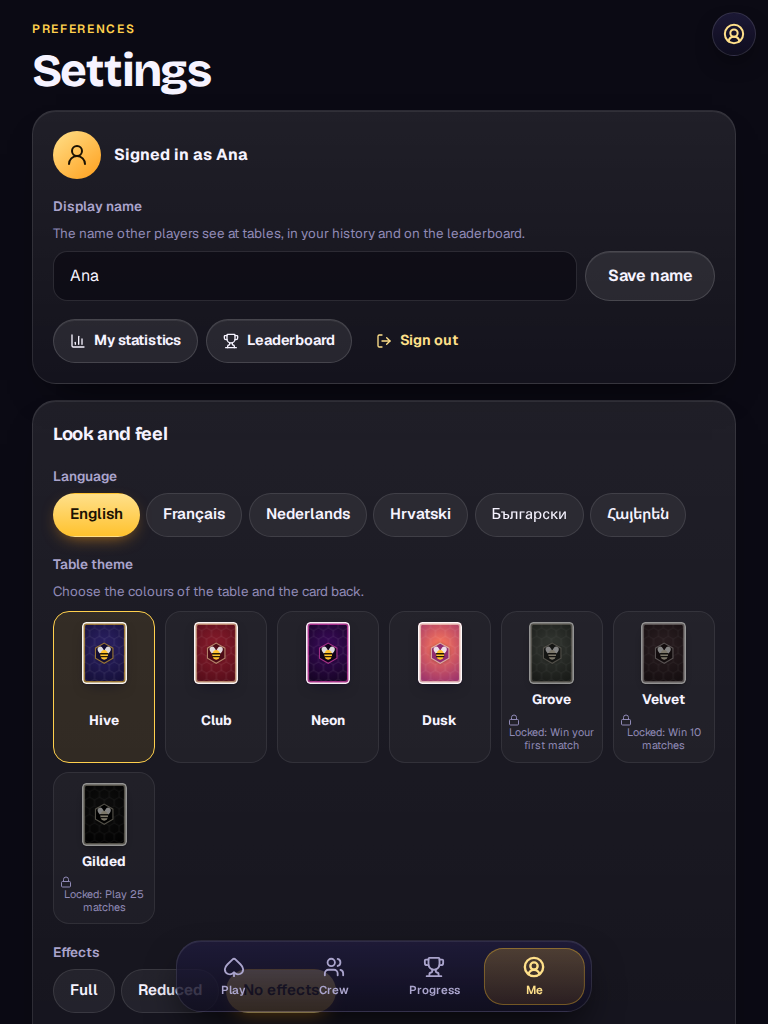 PREFERENCES
Settings
Signed in as Ana
Display name
The name other players see at tables, in your history and on the leaderboard.
Ana
Save name
My statistics
Leaderboard
Sign out
Look and feel
Language
English
Français
Nederlands
Hrvatski
Български
Հայերեն
Table theme
Choose the colours of the table and the card back.
Hive
Club
Neon
Dusk
Grove
Locked: Win your
first match
Velvet
Locked: Win 10
matches
Gilded
Locked: Play 25
matches
Effects
Full
Reduced
No effects
Play
Crew
Progress
Me